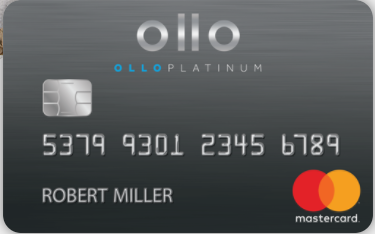 ollo
OLLOPLATINUM
5379 9301 2345 6789
ROBERT MILLER
mastercard.